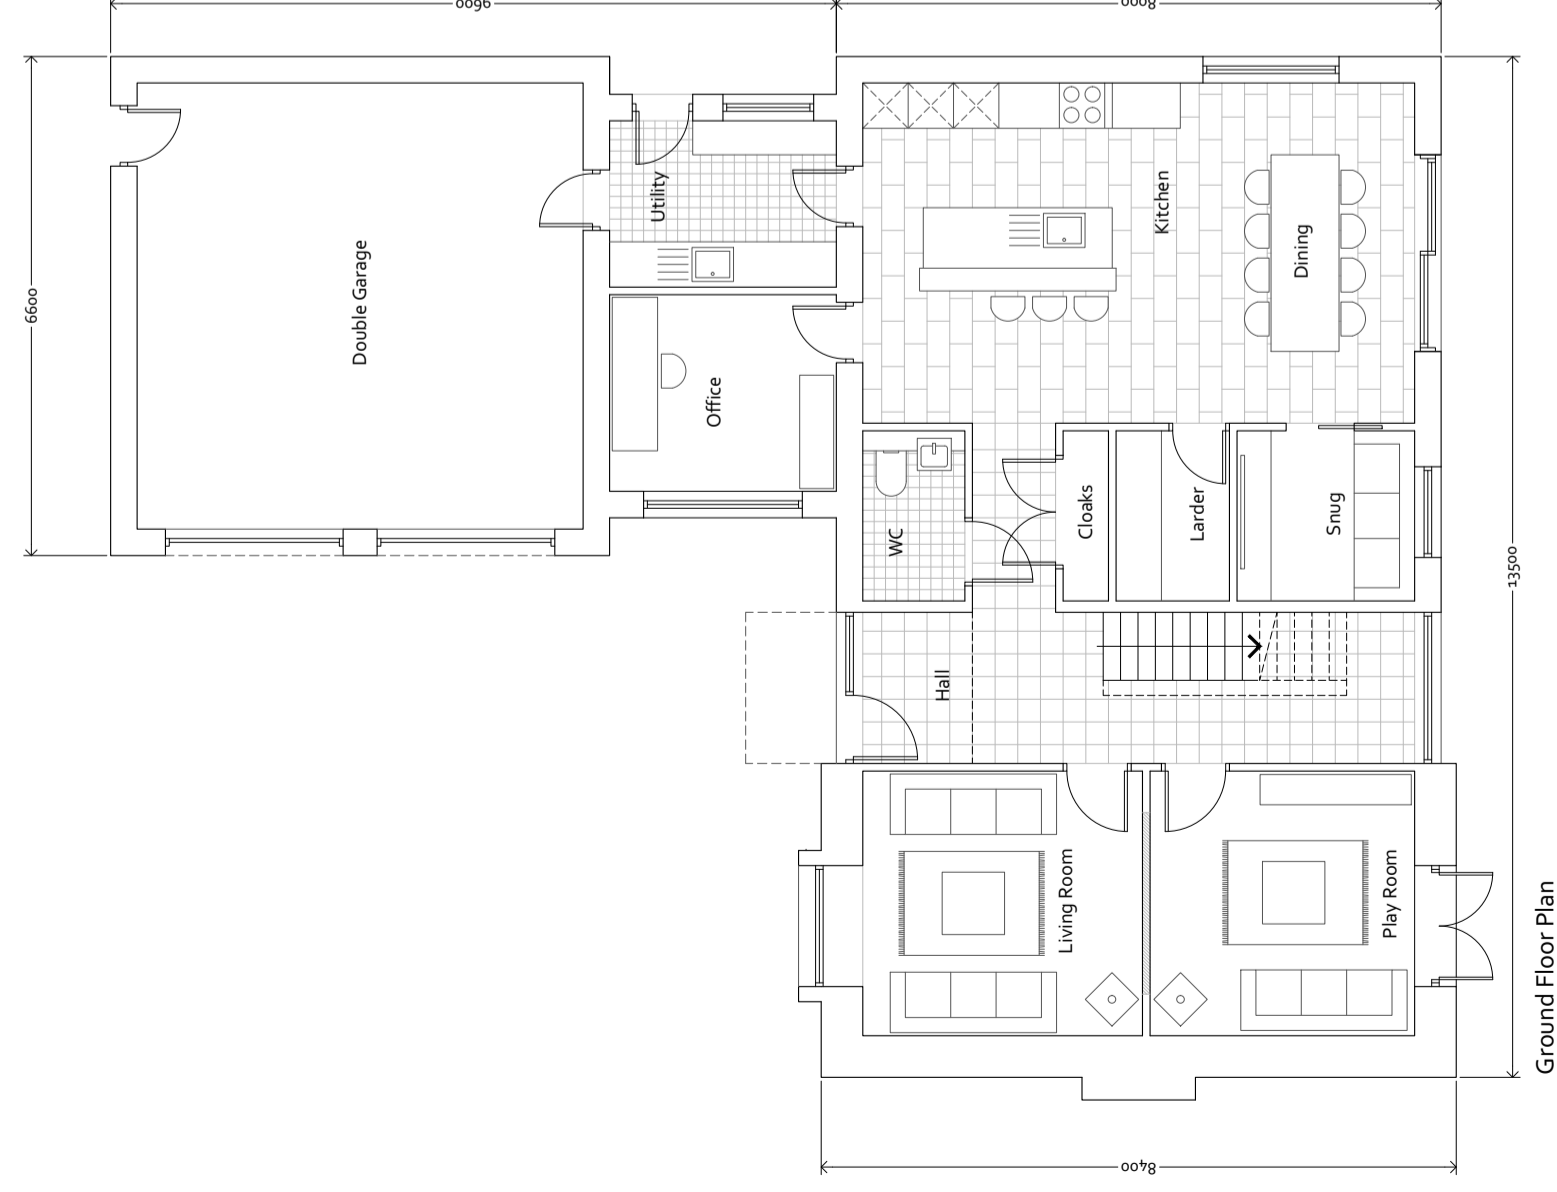 9600
8000
6600
Double Garage
Utility
Kitchen
Dining
Office
WC
Cloaks
Larder
Snug
13500
Hall
Living Room
Play Room
8400
Ground Floor Plan